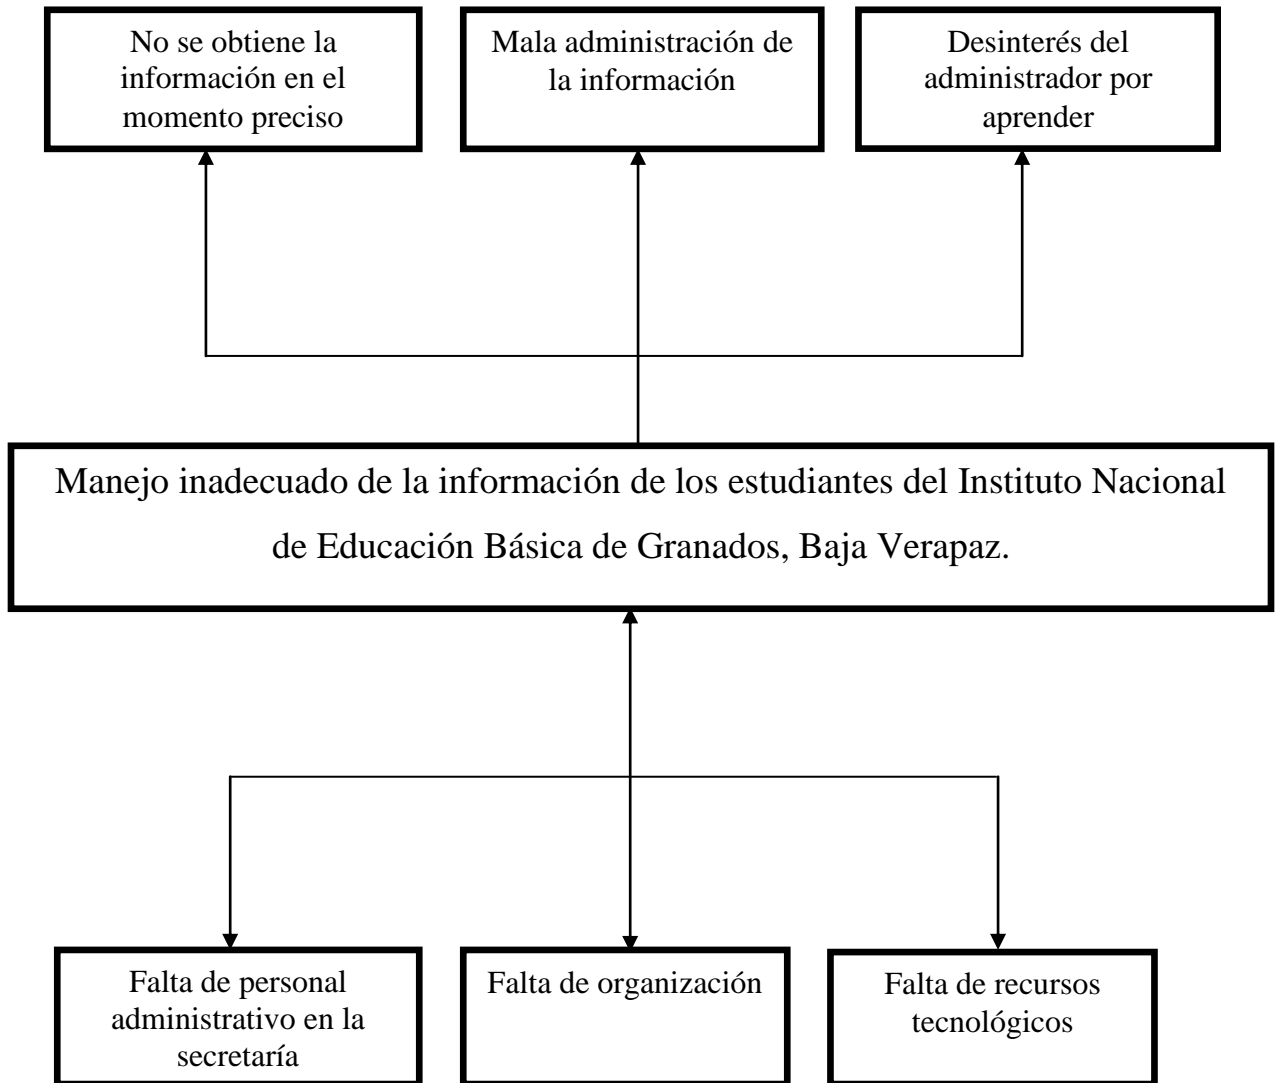 No se obtiene la
información en el
momento preciso
Mala administración de
la información
Desinterés del
administrador por
aprender
Manejo inadecuado de la información de los estudiantes del Instituto Nacional
de Educación Básica de Granados, Baja Verapaz.
Falta de personal
administrativo en la
secretaría
Falta de organización
Falta de recursos
tecnológicos